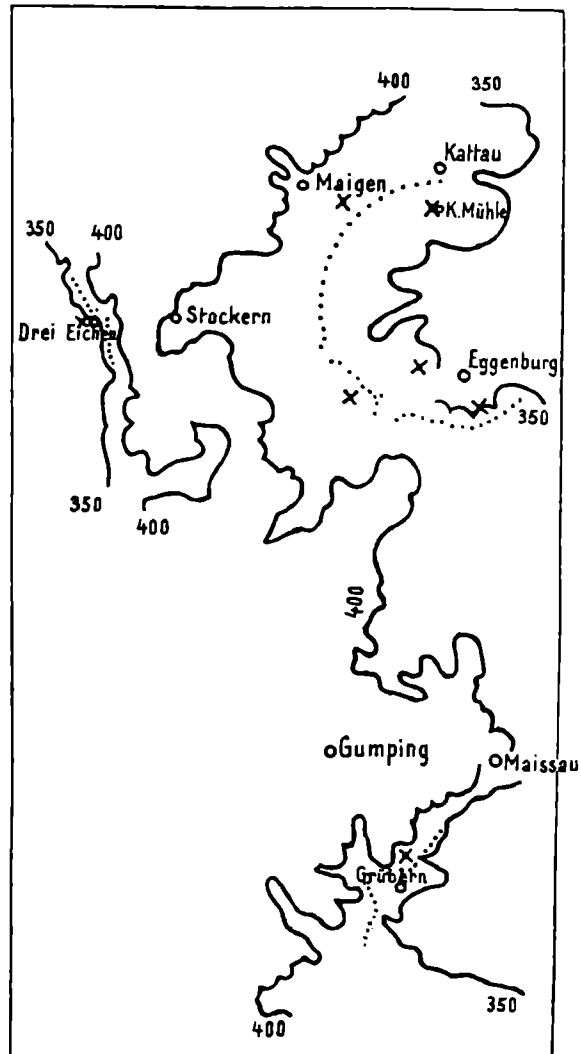 400
350
Kattau
Maigen
K.Mühle
350
400
Stockern
Drei Eichen
Eggenburg
350
350
400
400
Gumping
Maissau
Grübern
350
400